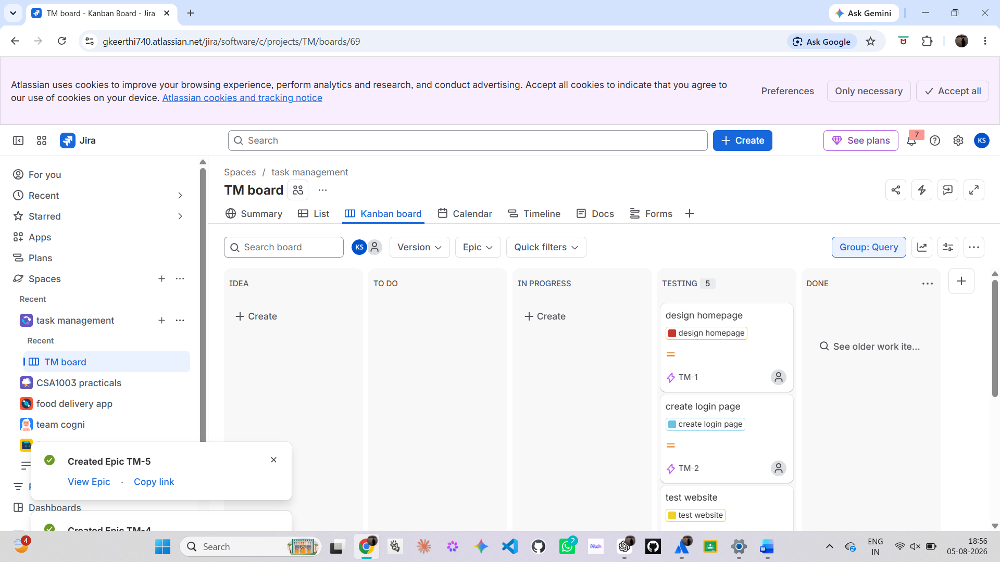 TM board - Kanban Board - Jira
Ask Gemini
gkeerthi740.atlassian.net/jira/software/c/projects/TM/boards/69
Ask Google
Atlassian uses cookies to improve your browsing experience, perform analytics and research, and conduct advertising. Accept all cookies to indicate that you agree to
our use of cookies on your device. Atlassian cookies and tracking notice
Preferences
Only necessary
Accept all
Jira
Search
Create
See plans
7
KS
For you
Recent
Starred
Apps
Plans
Spaces
Recent
task management
Recent
TM board
CSA1003 practicals
food delivery app
team cogni
Dashboards
Spaces / task management
TM board
Summary
List
Kanban board
Calendar
Timeline
Docs
Forms
Search board
KS
Version
Epic
Quick filters
Group: Query
IDEA
Create
TO DO
IN PROGRESS
Create
TESTING 5
design homepage
design homepage
TM-1
create login page
create login page
TM-2
test website
test website
DONE
See older work ite...
Created Epic TM-5
View Epic · Copy link
Created Epic TM-4
4
Search
2
Pitch
ENG
IN
18:56
05-08-2026